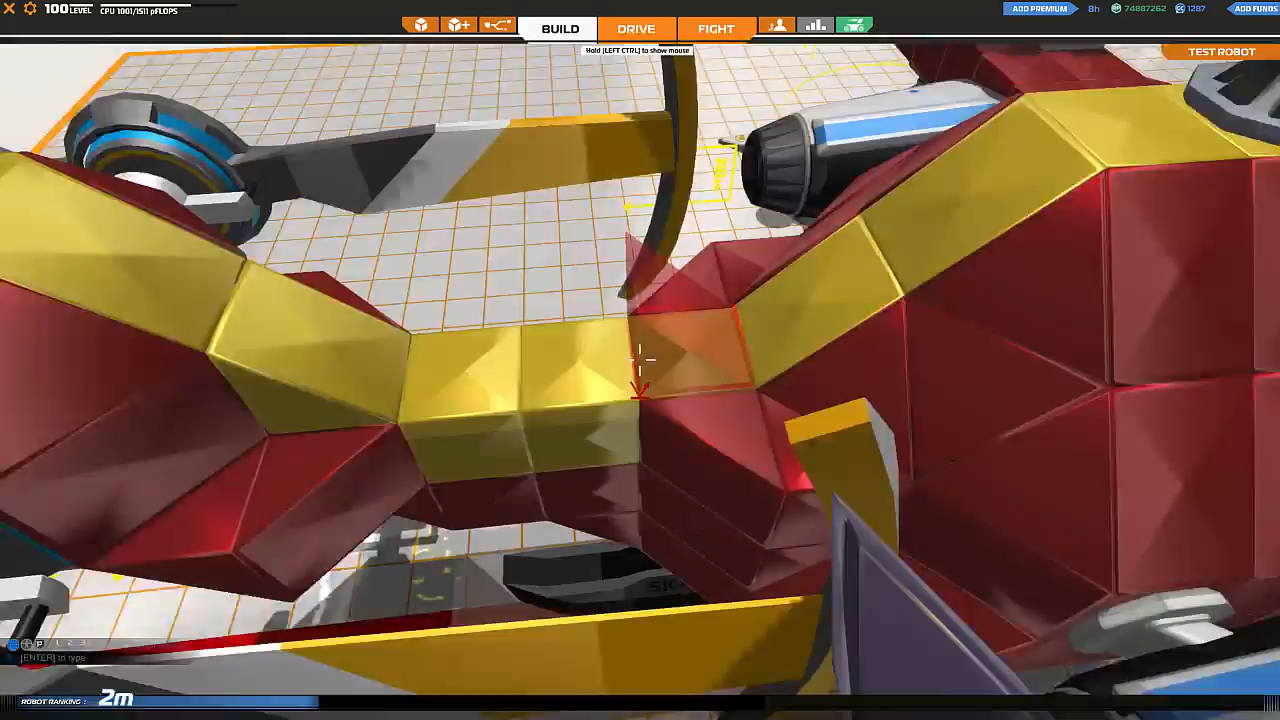 100 LEVEL CPU 1001/1511 pFLOPS
ADD PREMIUM 8h 74887262 1287 ADD FUNDS
BUILD DRIVE FIGHT
Hold [LEFT CTRL] to show mouse
TEST ROBOT
[ENTER] to type
ROBOT RANKING: 2m